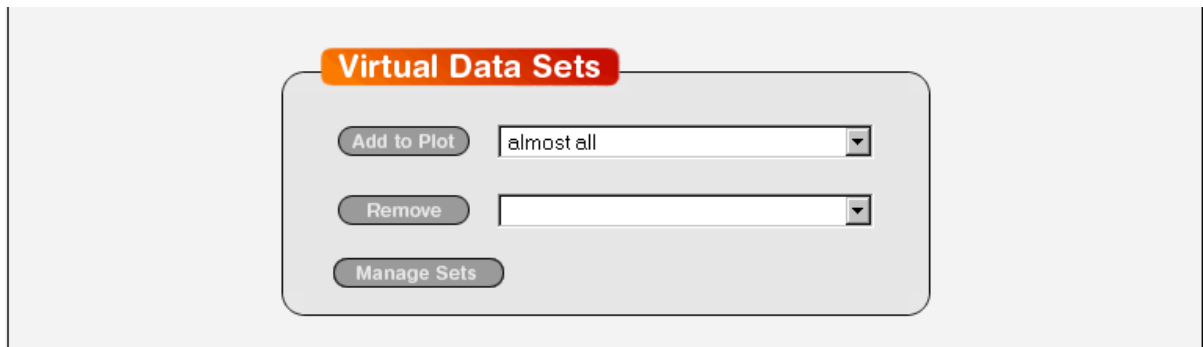 Virtual Data Sets
Add to Plot almost all
Remove
Manage Sets